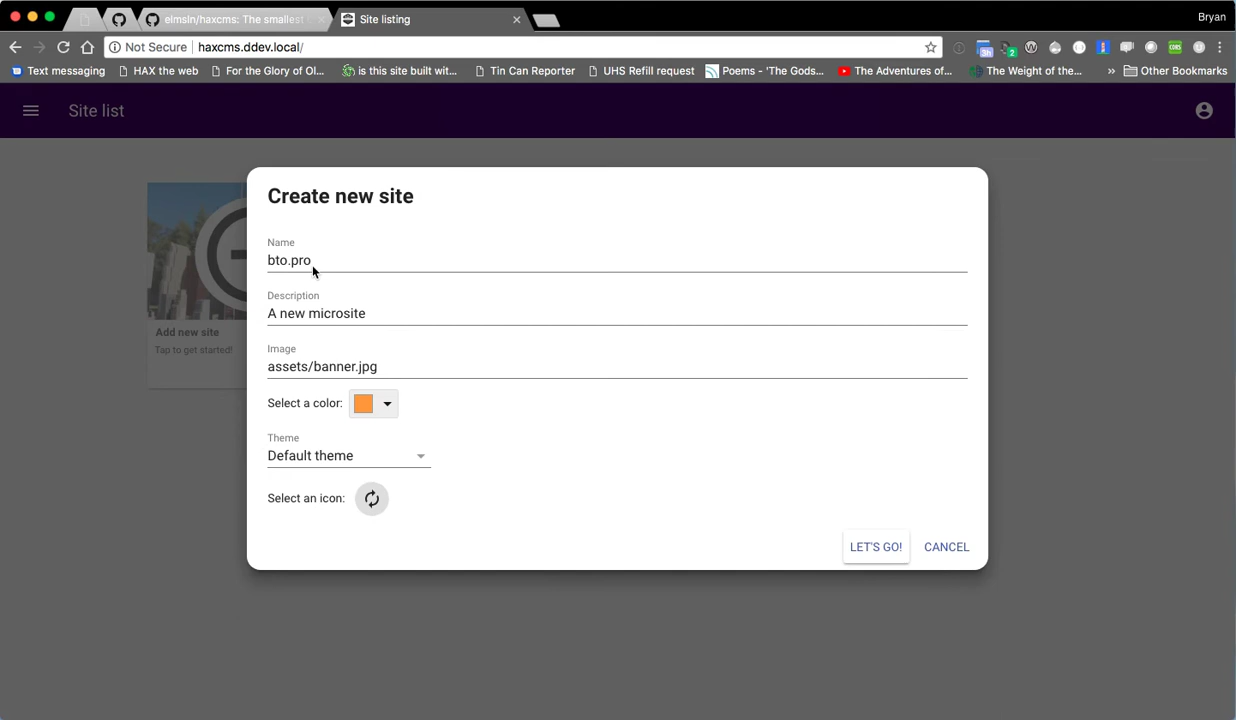 elmsln/haxcms: The smallest
Site listing
Bryan
Not Secure
haxcms.ddev.local/
3h
2
CORS
Text messaging
HAX the web
For the Glory of Ol...
is this site built wit...
Tin Can Reporter
UHS Refill request
Poems - 'The Gods...
The Adventures of...
The Weight of the...
»
Other Bookmarks
Site list
Add new site
Tap to get started!
Create new site
Name
bto.pro
Description
A new microsite
Image
assets/banner.jpg
Select a color:
Theme
Default theme
Select an icon:
LET'S GO!
CANCEL